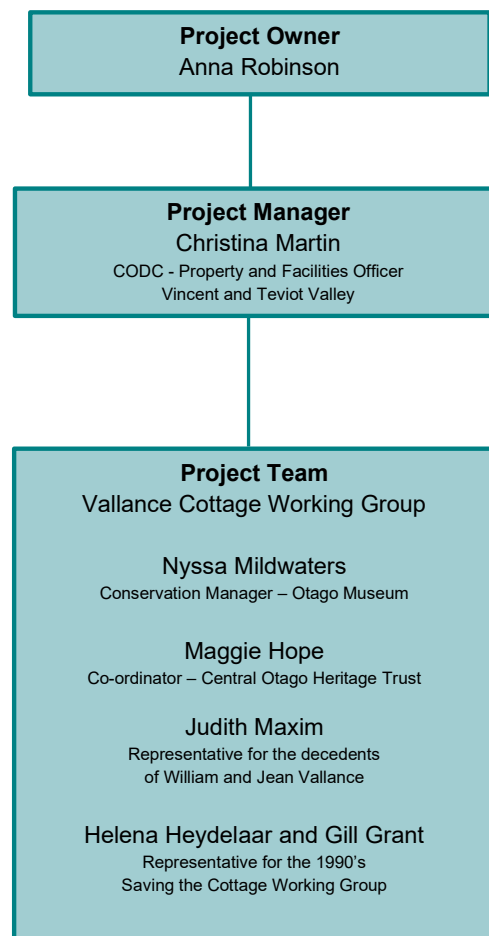 Project Owner
Anna Robinson
Project Manager
Christina Martin
CODC - Property and Facilities Officer
Vincent and Teviot Valley
Project Team
Vallance Cottage Working Group
Nyssa Mildwaters
Conservation Manager – Otago Museum
Maggie Hope
Co-ordinator – Central Otago Heritage Trust
Judith Maxim
Representative for the decedents
of William and Jean Vallance
Helena Heydelaar and Gill Grant
Representative for the 1990's
Saving the Cottage Working Group